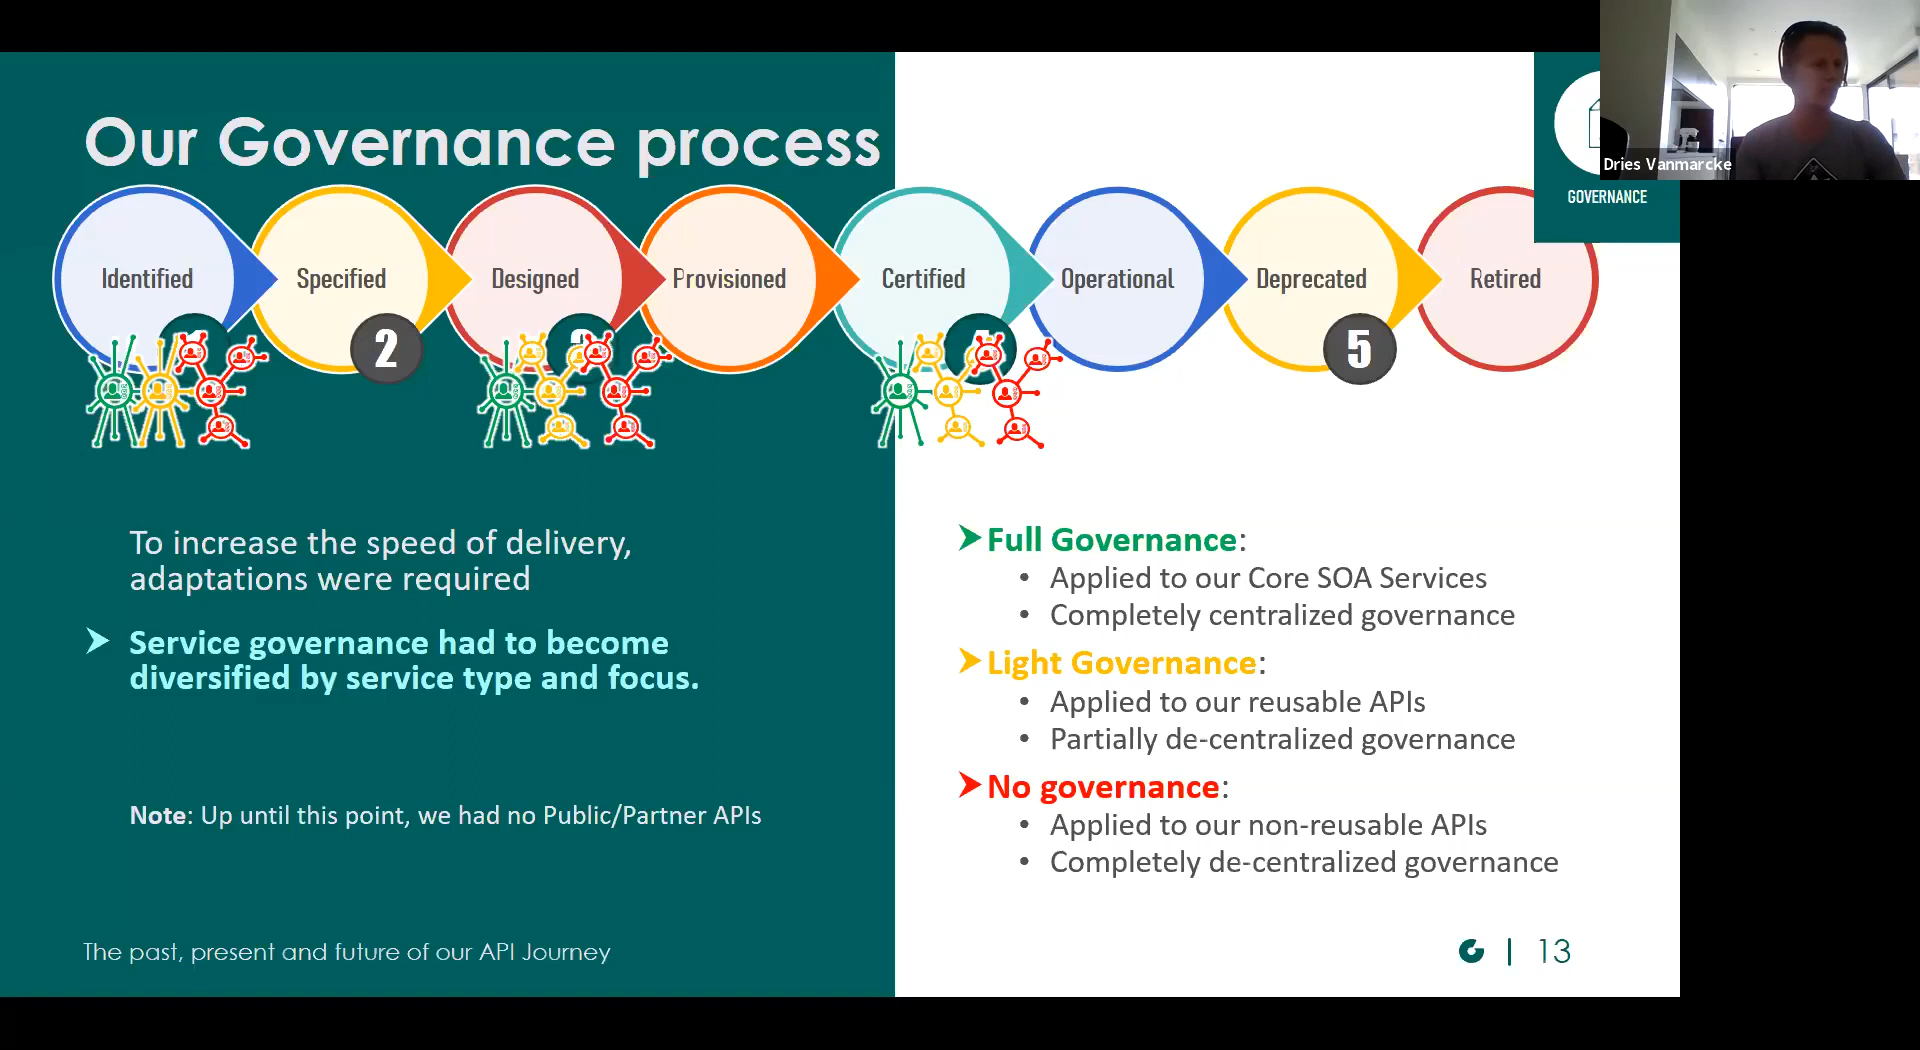 Our Governance process
Dries Vanmarcke
GOVERNANCE
Identified
Specified
Designed
Provisioned
Certified
Operational
Deprecated
Retired
2
5
To increase the speed of delivery,
adaptations were required
Service governance had to become
diversified by service type and focus.
Note: Up until this point, we had no Public/Partner APIs
Full Governance:
• Applied to our Core SOA Services
• Completely centralized governance
Light Governance:
• Applied to our reusable APIs
• Partially de-centralized governance
No governance:
• Applied to our non-reusable APIs
• Completely de-centralized governance
The past, present and future of our API Journey
13